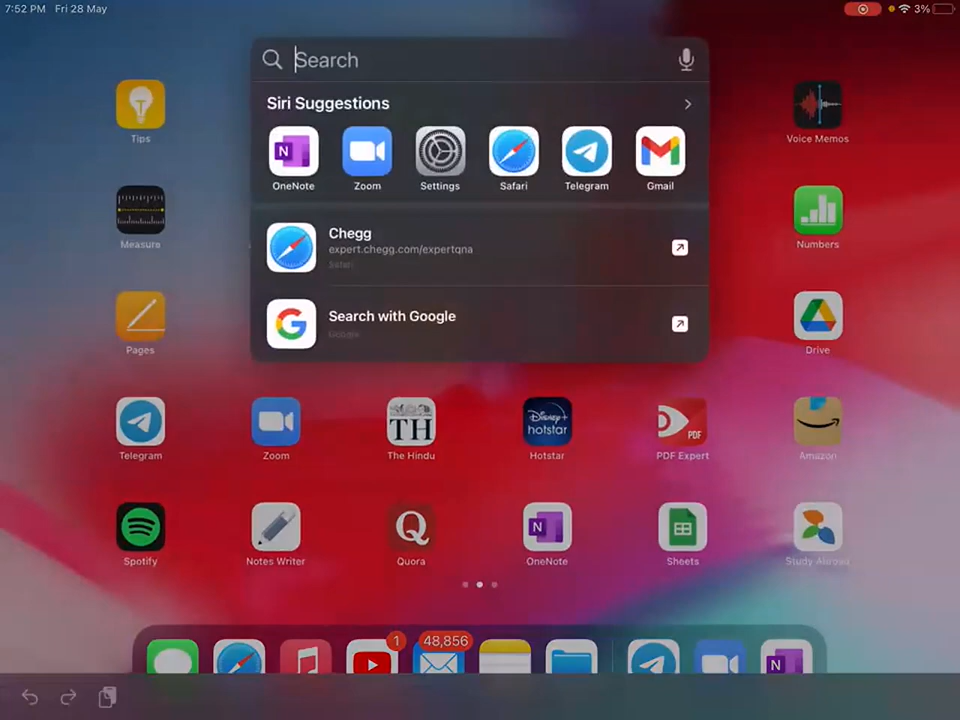 7:52 PM Fri 28 May
3%
Search
Siri Suggestions
OneNote Zoom Settings Safari Telegram Gmail
Chegg
expert.chegg.com/expertqna
Safari
Search with Google
Google
Tips
Voice Memos
Measure
Numbers
Pages
Drive
Telegram Zoom The Hindu Hotstar PDF Expert Amazon
TH
Disney+
hotstar
PDF
Spotify Notes Writer Quora OneNote Sheets Study Abroad
1
48,856